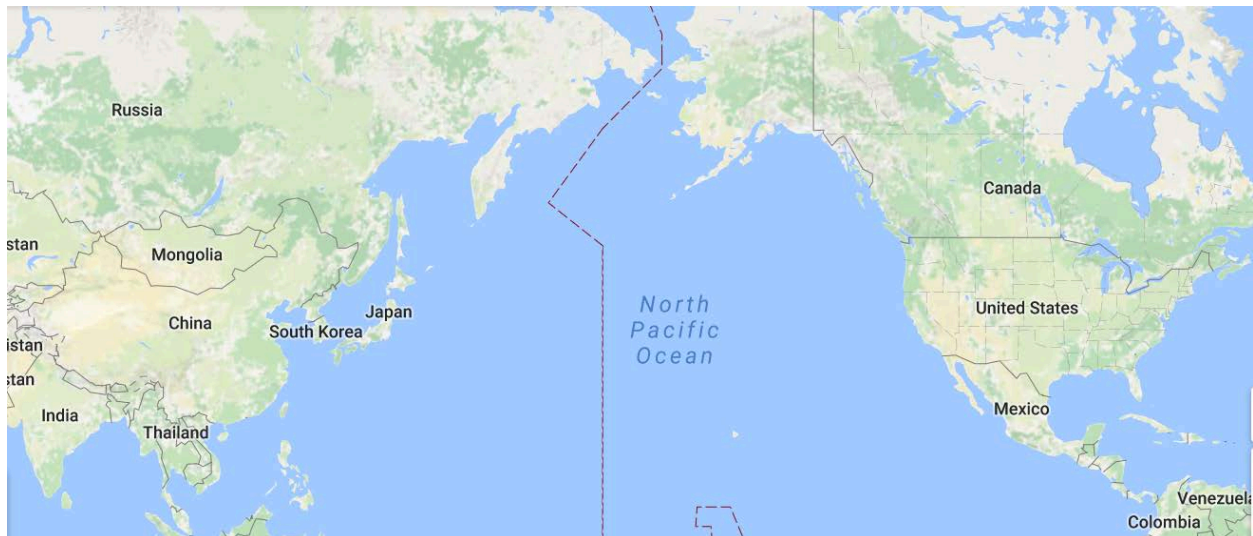 Russia
Canada
stan
Mongolia
North
Pacific
Ocean
United States
Japan
China
South Korea
istan
stan
India
Mexico
Thailand
Venezuela
Colombia